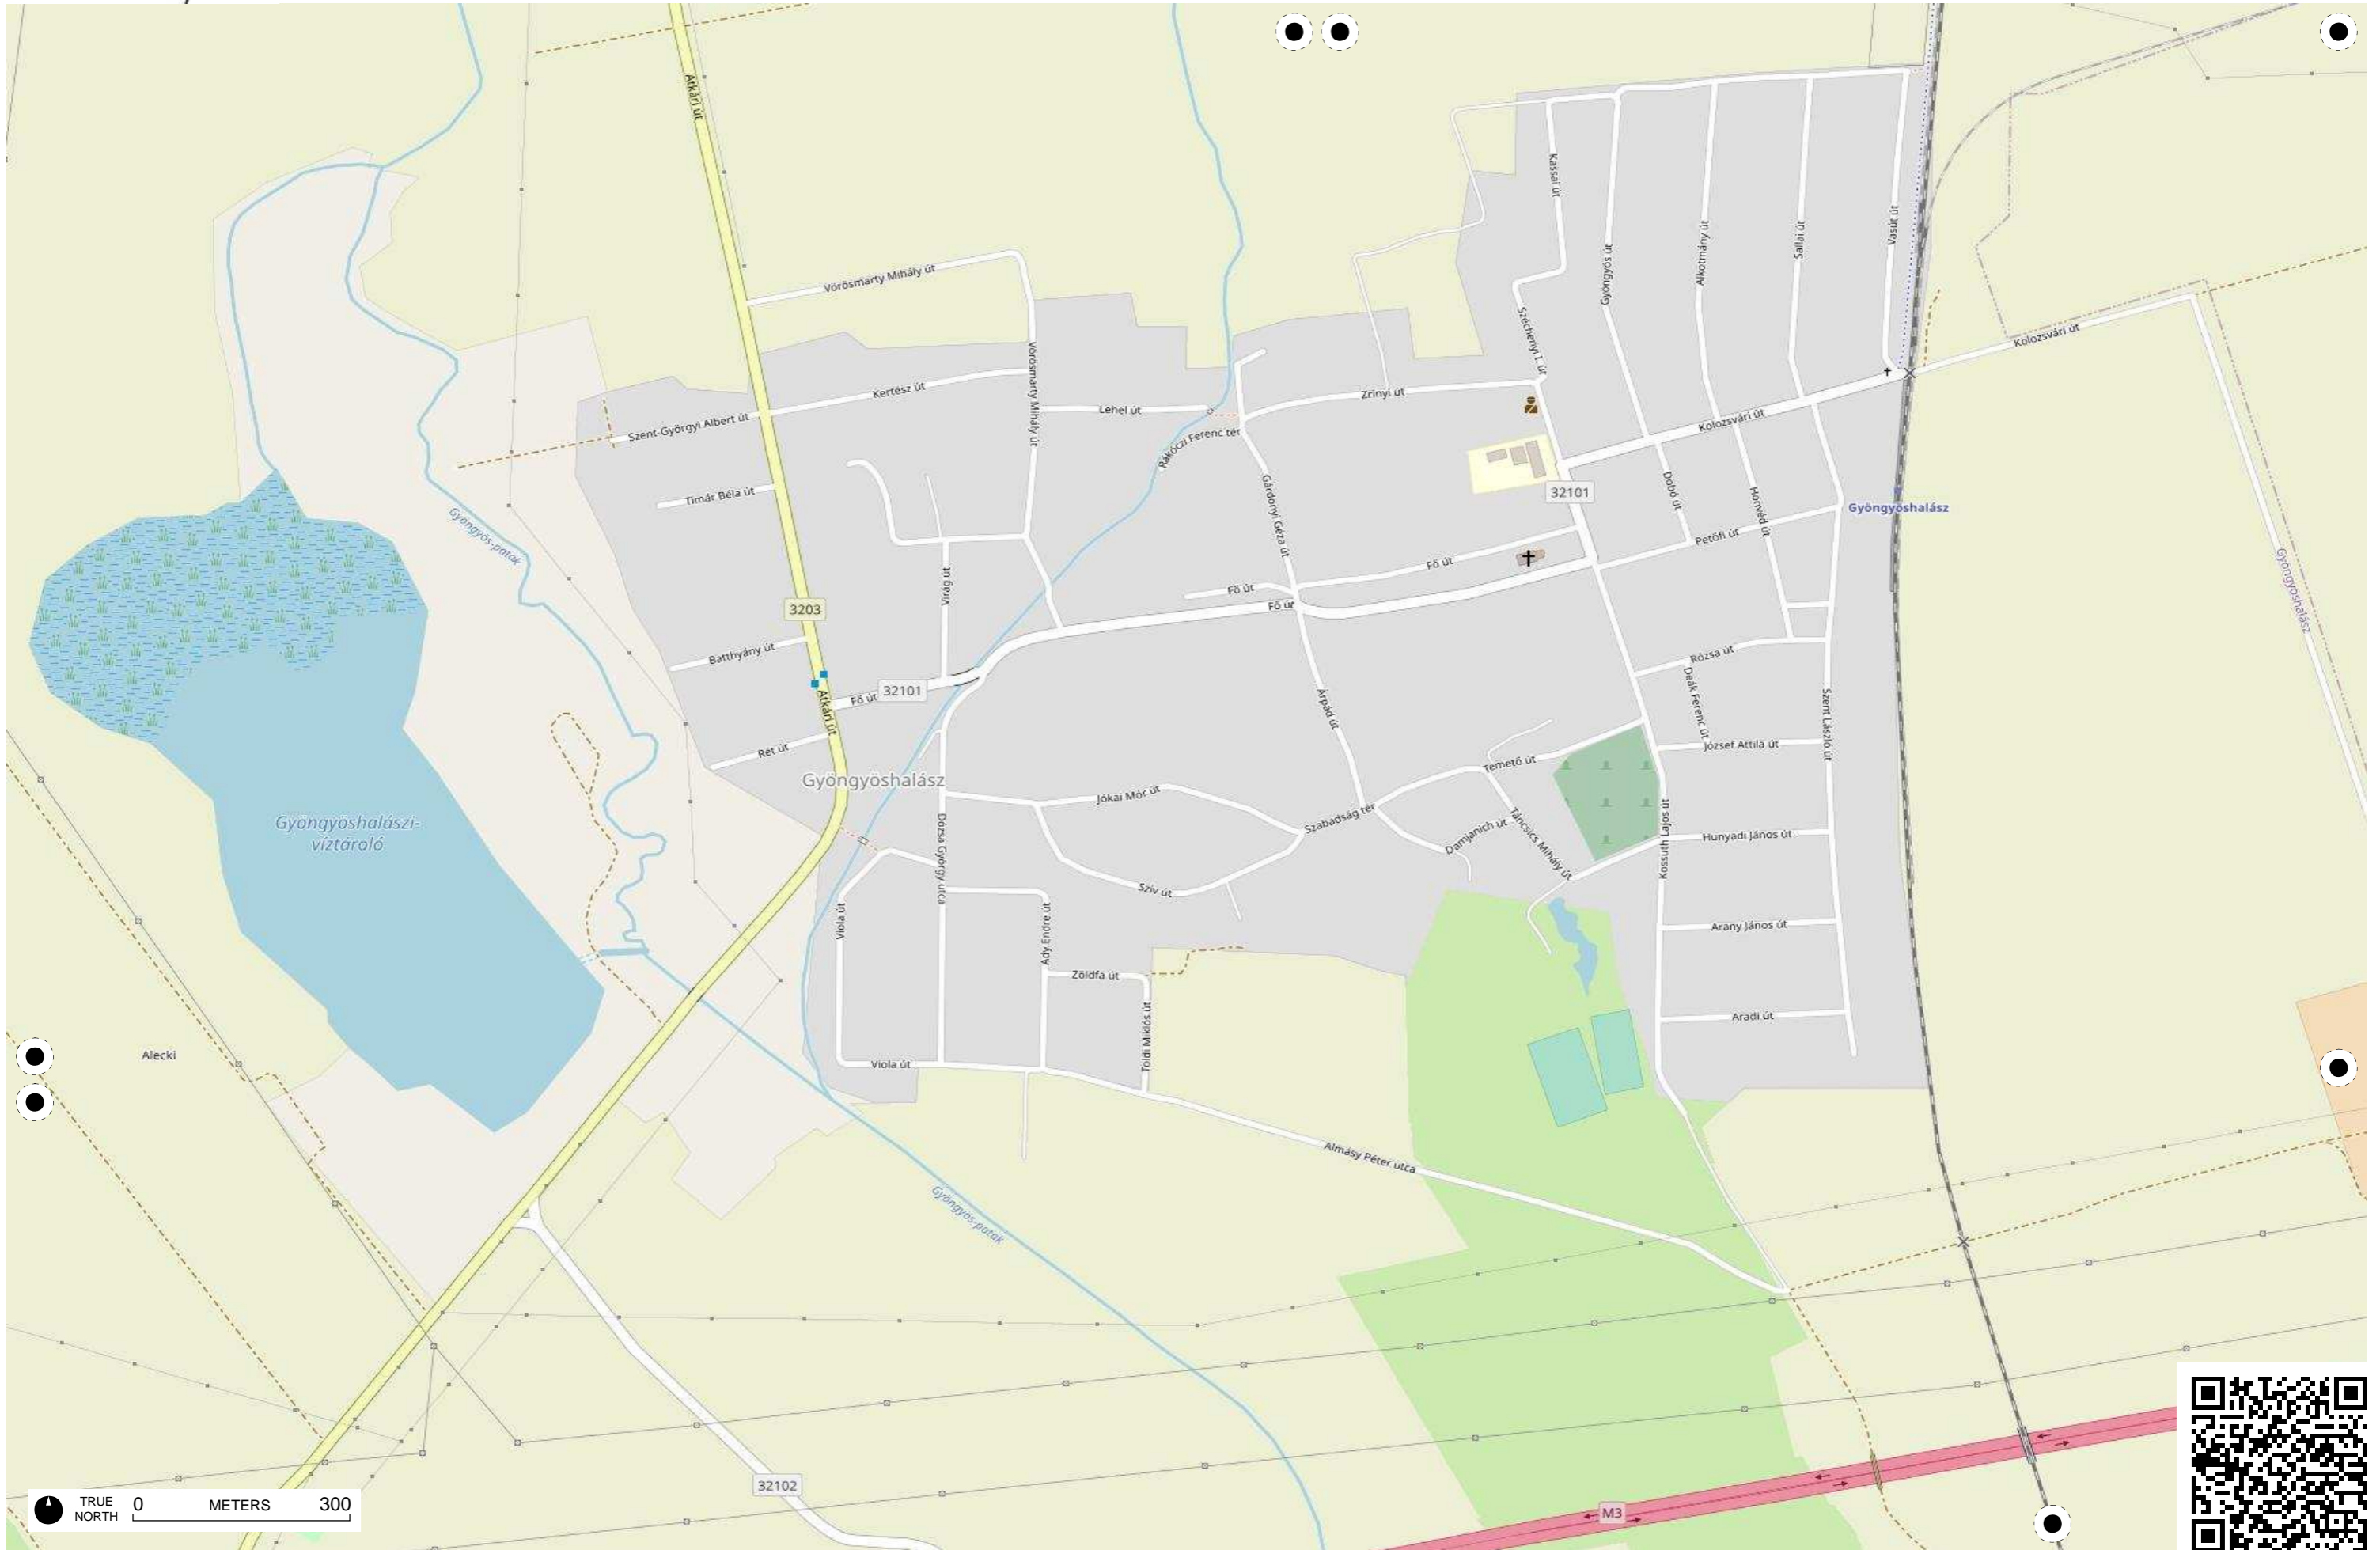 Atkári út
Kassai út
Gyöngyös út
Alkotmány út
Sallai út
Vasút út
Vörösmarty Mihály út
Széchenyi I. út
Kolozsvári út
Kertész út
Vörösmarty Mihály út
Lehel út
Zrínyi út
Szent-Györgyi Albert út
Rákóczi Ferenc tér
Kolozsvári út
Timár Béla út
Gárdonyi Géza út
32101
Dobó út
Honvéd út
Gyöngyöshalász
Gyöngyös-patak
Petőfi út
Fő út
Gyöngyöshalász
Virág út
Fő út
Fő út
3203
Batthyány út
Rózsa út
Deák Ferenc út
Fő út
32101
Atkári út
Árpád út
Szent László út
Rét út
József Attila út
Temető út
Gyöngyöshalász
Jókai Mór út
Szabadság tér
Damjanich út
Táncsics Mihály út
Kossuth Lajos út
Hunyadi János út
Gyöngyöshalászi-
víztároló
Dózsa György utca
Szív út
Viola út
Ady Endre út
Arany János út
Zöldfa út
Toldi Miklós út
Aradi út
Alecki
Viola út
Almásy Péter utca
Gyöngyös-patak
32102
M3
TRUE
NORTH
0 METERS 300